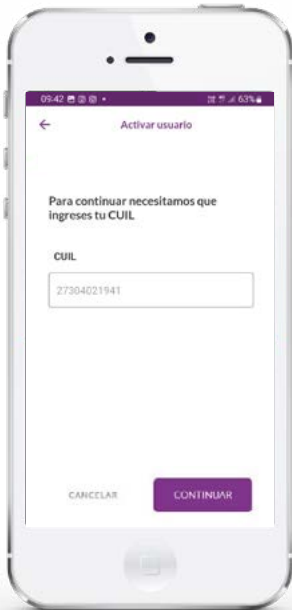 09:42 63%
Activar usuario
Para continuar necesitamos que
ingreses tu CUIL
CUIL
27304021941
CANCELAR CONTINUAR